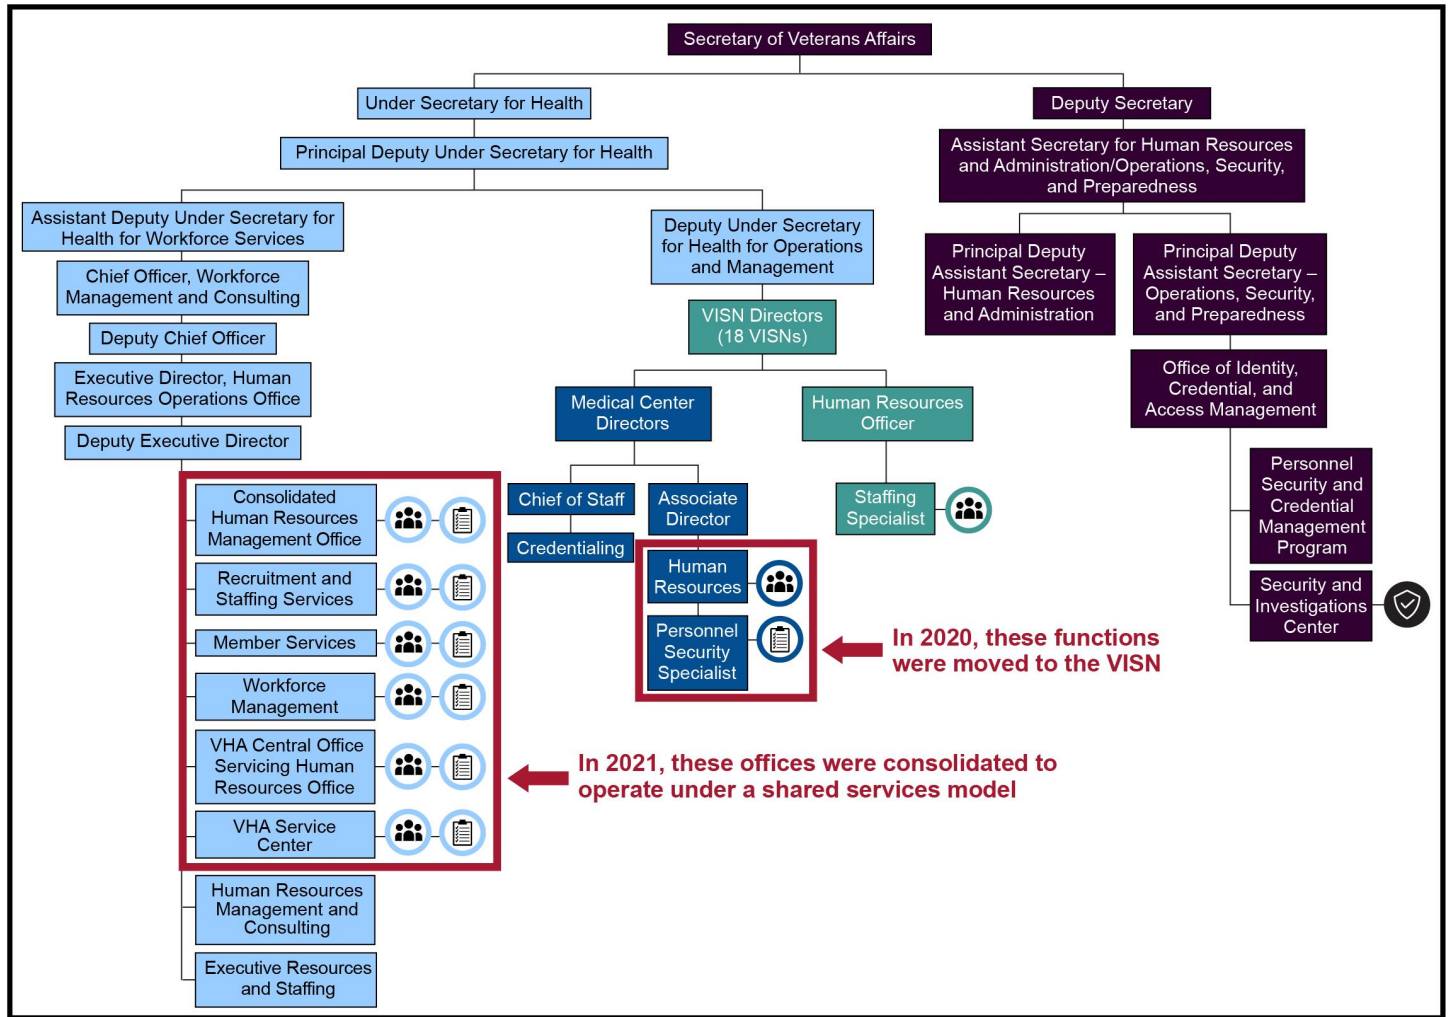 Secretary of Veterans Affairs
Under Secretary for Health
Deputy Secretary
Principal Deputy Under Secretary for Health
Assistant Secretary for Human Resources
and Administration/Operations, Security,
and Preparedness
Assistant Deputy Under Secretary for
Health for Workforce Services
Deputy Under Secretary
for Health for Operations
and Management
Principal Deputy
Assistant Secretary –
Human Resources
and Administration
Principal Deputy
Assistant Secretary –
Operations, Security,
and Preparedness
Chief Officer, Workforce
Management and Consulting
VISN Directors
(18 VISNs)
Deputy Chief Officer
Office of Identity,
Credential, and
Access Management
Executive Director, Human
Resources Operations Office
Medical Center
Directors
Human Resources
Officer
Deputy Executive Director
Personnel
Security and
Credential
Management
Program
Consolidated
Human Resources
Management Office
Chief of Staff
Associate
Director
Staffing
Specialist
Credentialing
Human
Resources
Recruitment and
Staffing Services
Security and
Investigations
Center
Personnel
Security
Specialist
In 2020, these functions
were moved to the VISN
Member Services
Workforce
Management
VHA Central Office
Servicing Human
Resources Office
In 2021, these offices were consolidated to
operate under a shared services model
VHA Service
Center
Human Resources
Management and
Consulting
Executive Resources
and Staffing